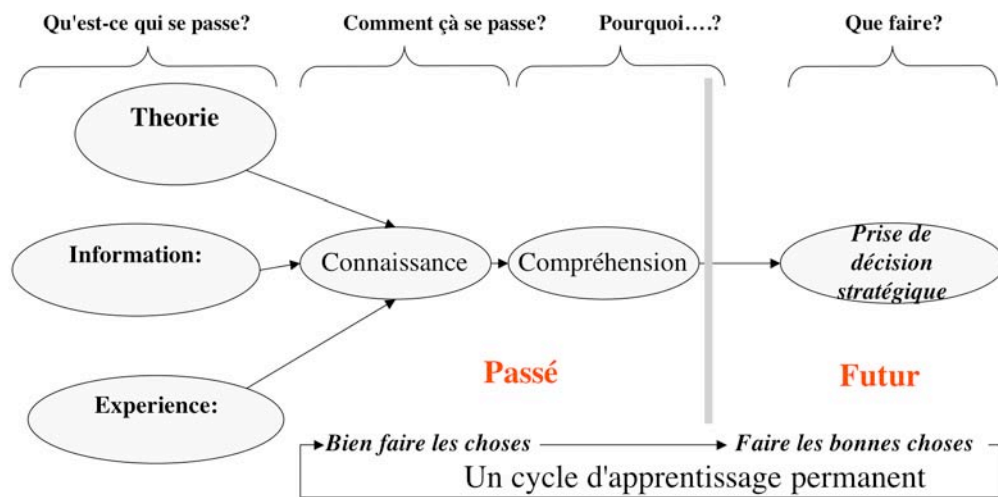 Qu'est-ce qui se passe?
Comment çà se passe?
Pourquoi….?
Que faire?
Theorie
Information:
Connaissance
Compréhension
Prise de
décision
stratégique
Experience:
Passé
Futur
Bien faire les choses
Faire les bonnes choses
Un cycle d'apprentissage permanent